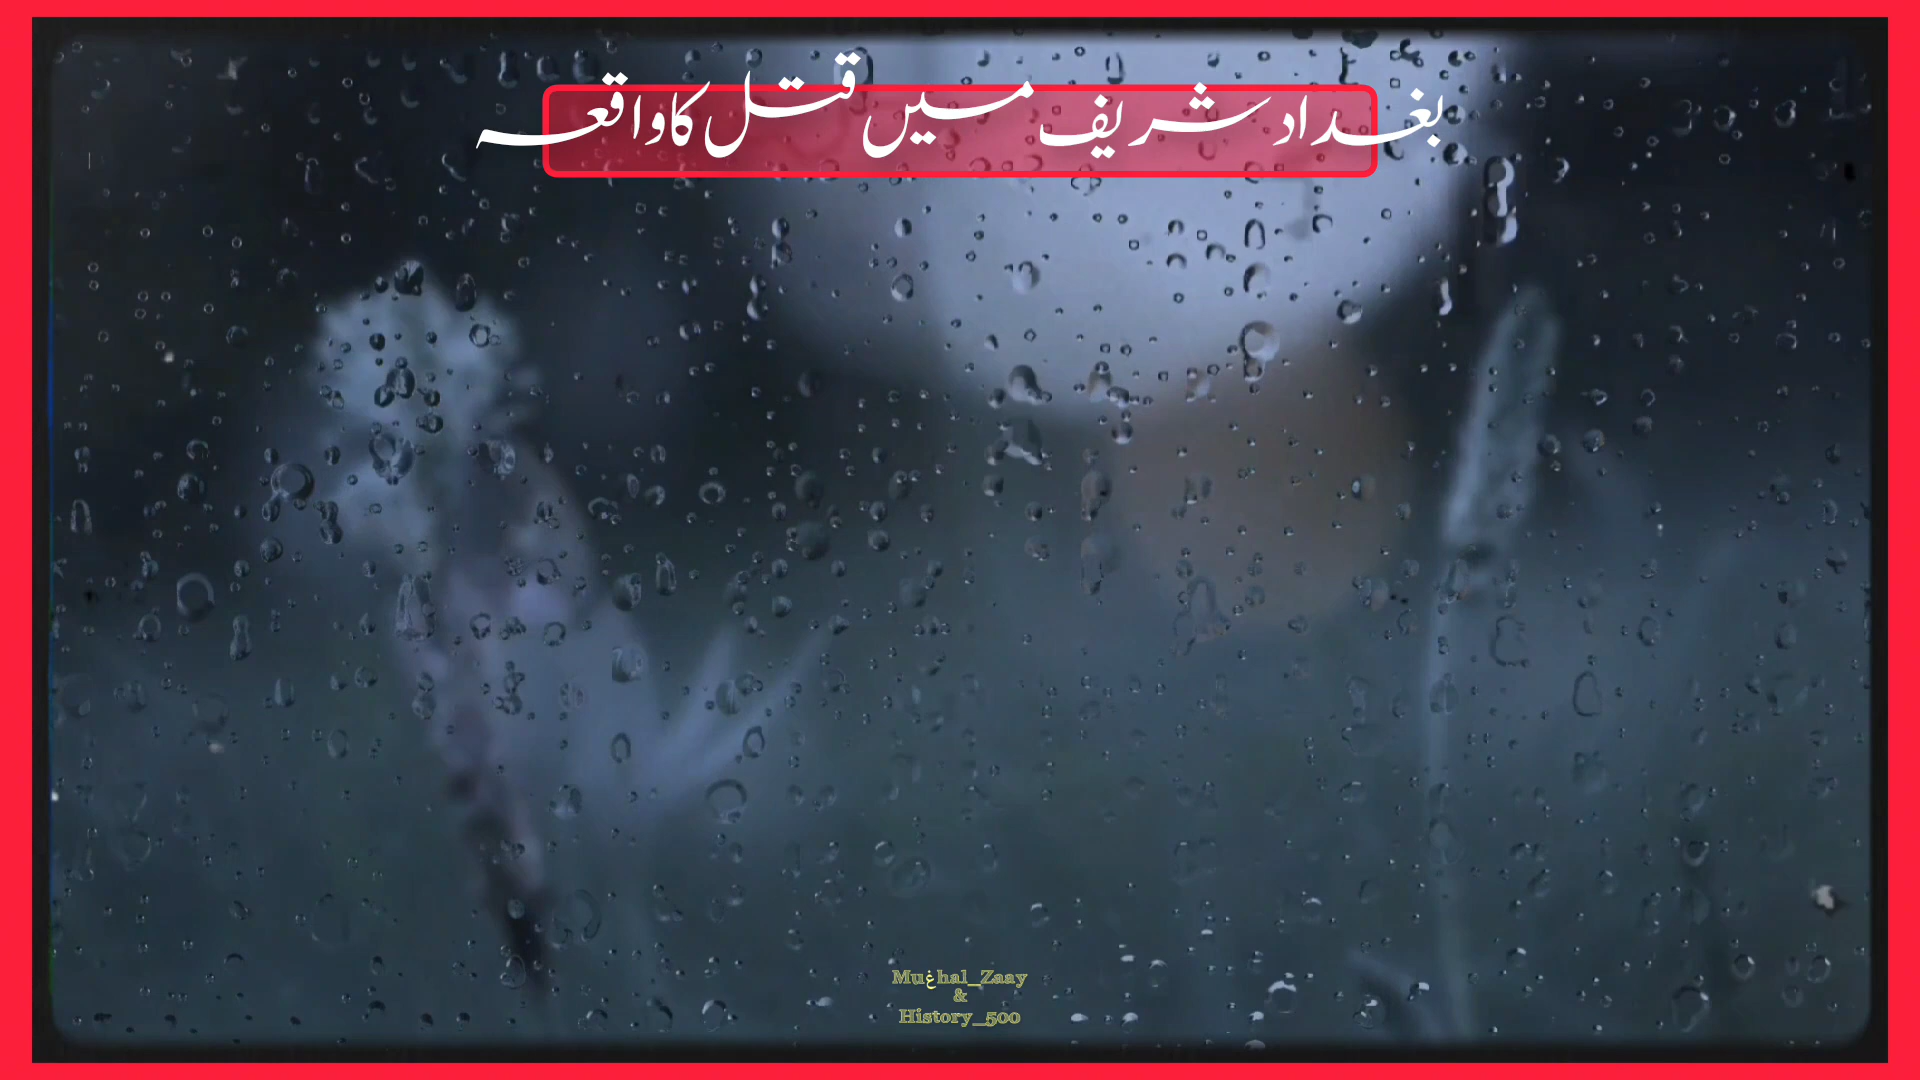 بغداد شریف میں قتل کا واقعہ
Muغhal_Zaay
&
History_500